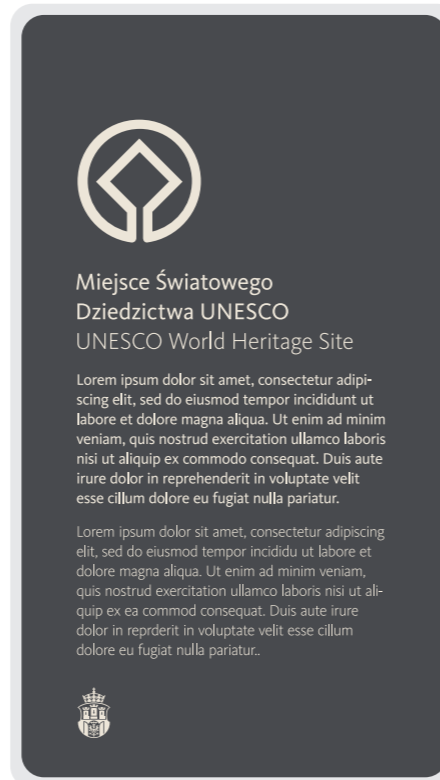 Miejsce Światowego
Dziedzictwa UNESCO
UNESCO World Heritage Site
Lorem ipsum dolor sit amet, consectetur adipi-
scing elit, sed do eiusmod tempor incididunt ut
labore et dolore magna aliqua. Ut enim ad minim
veniam, quis nostrud exercitation ullamco laboris
nisi ut aliquip ex commodo consequat. Duis aute
irure dolor in reprehenderit in voluptate velit
esse cillum dolore eu fugiat nulla pariatur.
Lorem ipsum dolor sit amet, consectetur adipiscing
elit, sed do eiusmod tempor incididu ut labore et
dolore magna aliqua. Ut enim ad minim veniam,
quis nostrud exercitation ullamco laboris nisi ut ali-
quip ex ea commod consequat. Duis aute irure
dolor in reprderit in voluptate velit esse cillum
dolore eu fugiat nulla pariatur..